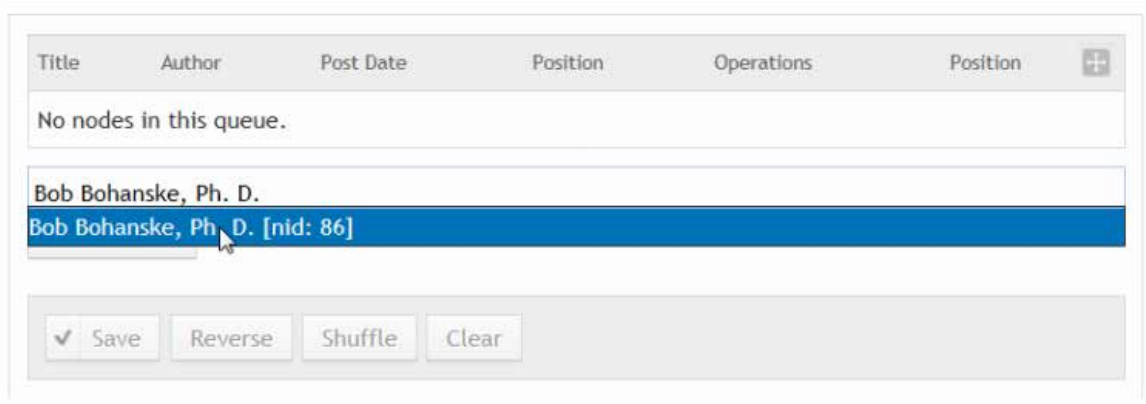 Title Author Post Date Position Operations Position
No nodes in this queue.
Bob Bohanske, Ph. D.
Bob Bohanske, Ph. D. [nid: 86]
Save Reverse Shuffle Clear